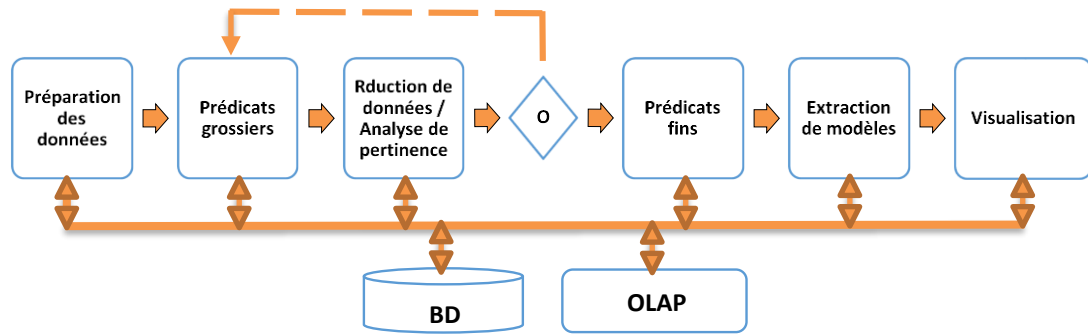 Préparation
des
données
Prédicats
grossiers
Rduction de
données /
Analyse de
pertinence
O
Prédicats
fins
Extraction
de modèles
Visualisation
BD
OLAP